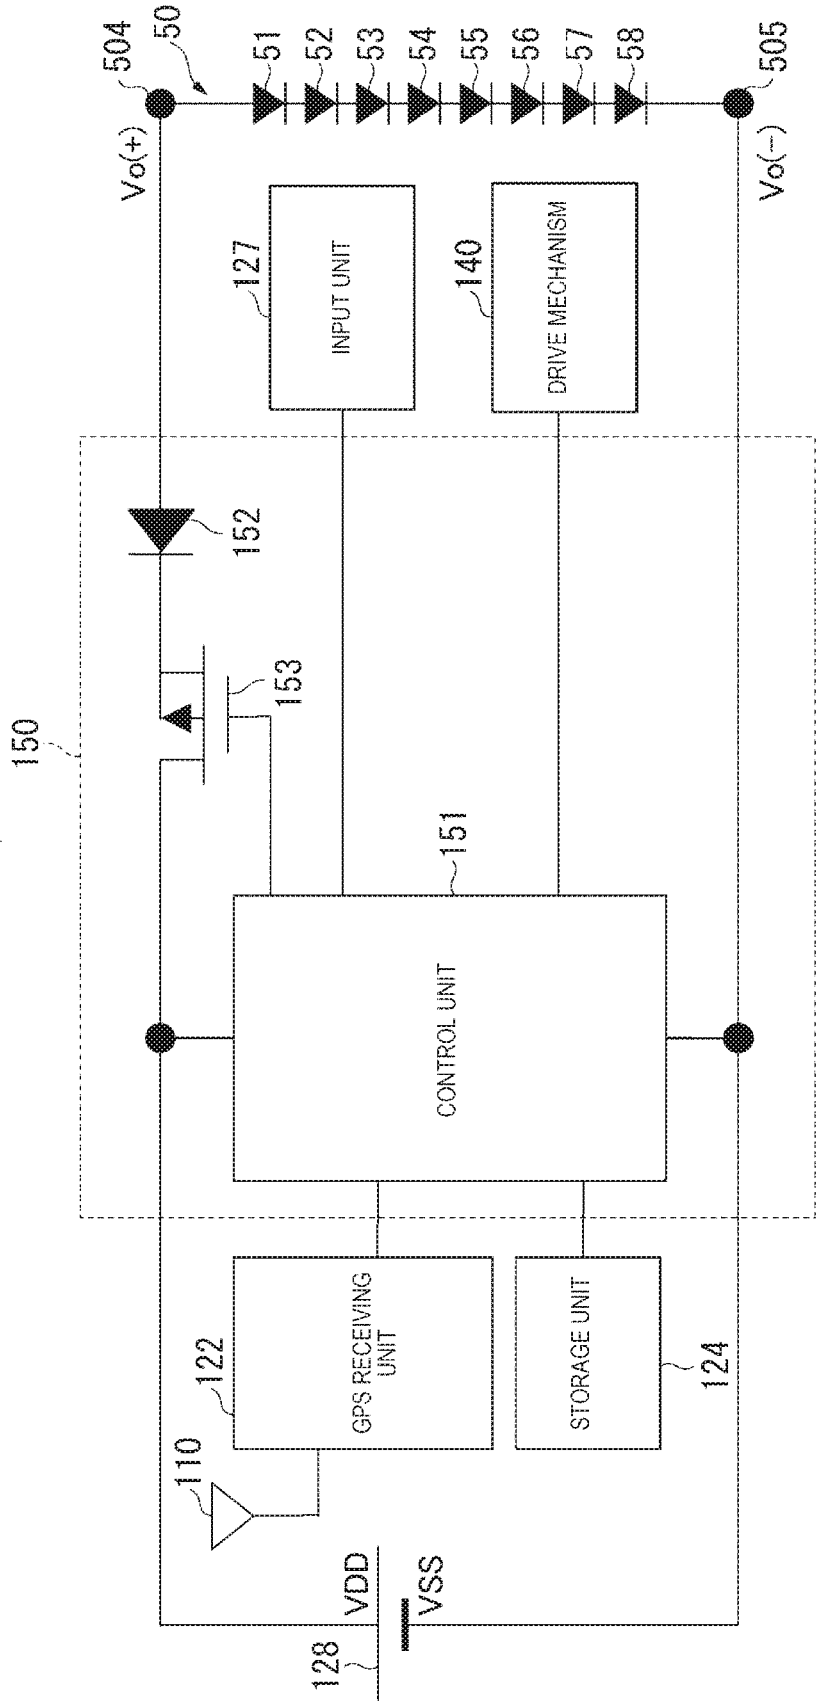 150
128
VDD
VSS
110
122
GPS RECEIVING
UNIT
STORAGE UNIT
124
CONTROL UNIT
151
153
152
127
INPUT UNIT
140
DRIVE MECHANISM
Vo(+)
504
50
51
52
53
54
55
56
57
58
Vo(-)
505